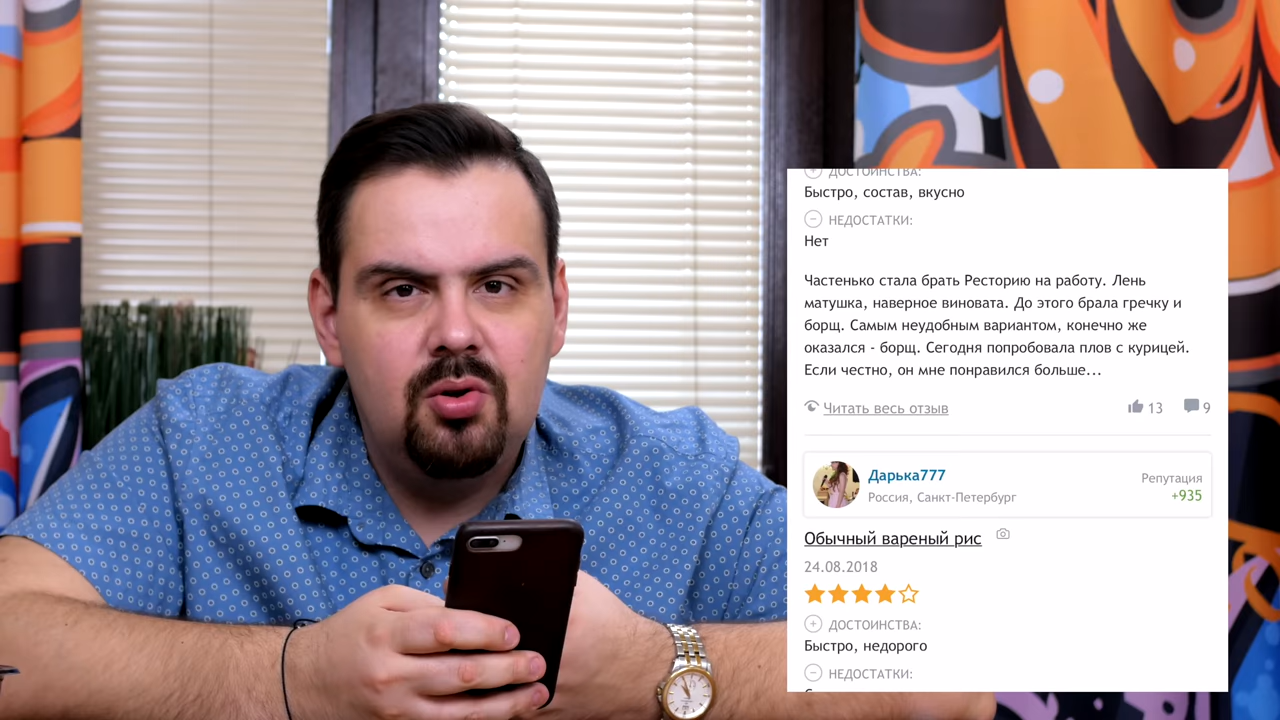 ДОСТОИНСТВА:
Быстро, состав, вкусно
НЕДОСТАТКИ:
Нет
Частенько стала брать Ресторию на работу. Лень
матушка, наверное виновата. До этого брала гречку и
борщ. Самым неудобным вариантом, конечно же
оказался - борщ. Сегодня попробовала плов с курицей.
Если честно, он мне понравился больше...
Читать весь отзыв 13 9
Дарька777 Репутация
Россия, Санкт-Петербург +935
Обычный вареный рис
24.08.2018
ДОСТОИНСТВА:
Быстро, недорого
НЕДОСТАТКИ: